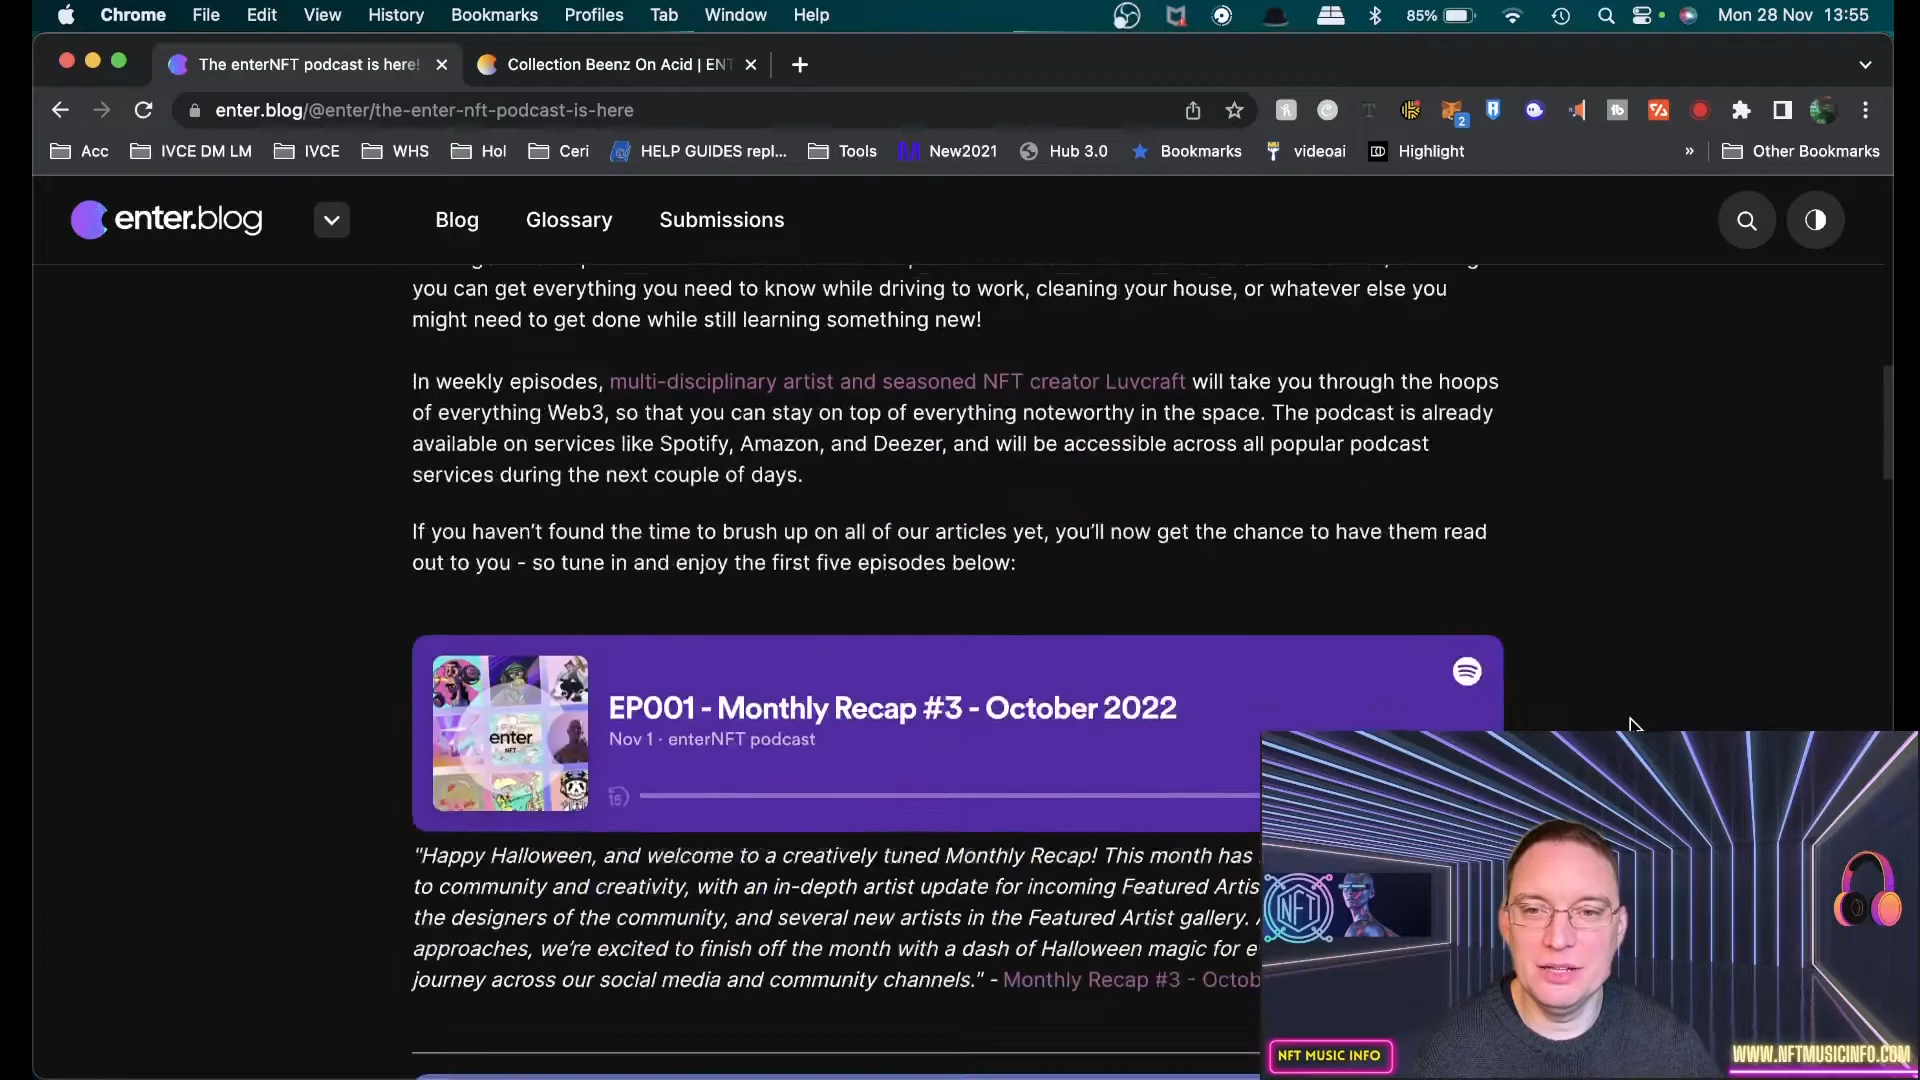 Chrome File Edit View History Bookmarks Profiles Tab Window Help 85% Mon 28 Nov 13:55
The enterNFT podcast is here! Collection Beenz On Acid | ENT
enter.blog/@enter/the-enter-nft-podcast-is-here
2
Acc IVCE DM LM IVCE WHS Hol Ceri HELP GUIDES repl... Tools New2021 Hub 3.0 Bookmarks videoai Highlight » Other Bookmarks
enter.blog Blog Glossary Submissions
you can get everything you need to know while driving to work, cleaning your house, or whatever else you
might need to get done while still learning something new!
In weekly episodes, multi-disciplinary artist and seasoned NFT creator Luvcraft will take you through the hoops
of everything Web3, so that you can stay on top of everything noteworthy in the space. The podcast is already
available on services like Spotify, Amazon, and Deezer, and will be accessible across all popular podcast
services during the next couple of days.
If you haven't found the time to brush up on all of our articles yet, you'll now get the chance to have them read
out to you - so tune in and enjoy the first five episodes below:
EP001 - Monthly Recap #3 - October 2022
Nov 1 · enterNFT podcast
enter
NFT
15
"Happy Halloween, and welcome to a creatively tuned Monthly Recap! This month has
to community and creativity, with an in-depth artist update for incoming Featured Artis
the designers of the community, and several new artists in the Featured Artist gallery.
approaches, we're excited to finish off the month with a dash of Halloween magic for e
journey across our social media and community channels." - Monthly Recap #3 - Octob
NFT
NFT MUSIC INFO
WWW.NFTMUSICINFO.COM